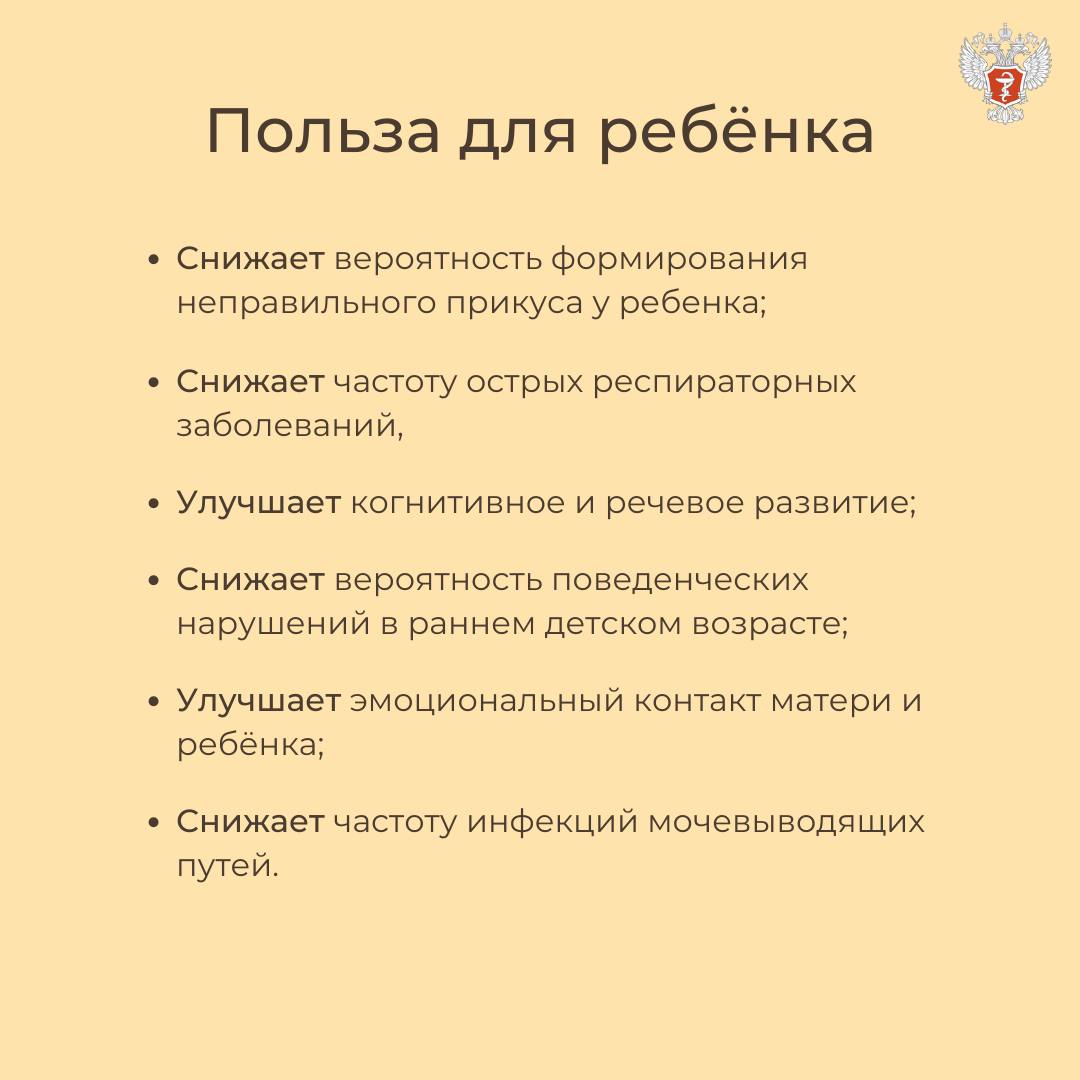 Польза для ребёнка
• Снижает вероятность формирования
неправильного прикуса у ребенка;
• Снижает частоту острых респираторных
заболеваний,
• Улучшает когнитивное и речевое развитие;
• Снижает вероятность поведенческих
нарушений в раннем детском возрасте;
• Улучшает эмоциональный контакт матери и
ребёнка;
• Снижает частоту инфекций мочевыводящих
путей.